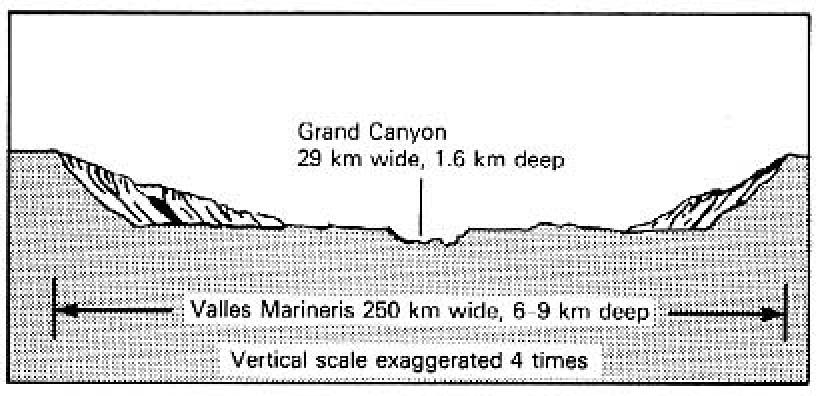 Grand Canyon
29 km wide, 1.6 km deep
Valles Marineris 250 km wide, 6-9 km deep
Vertical scale exaggerated 4 times